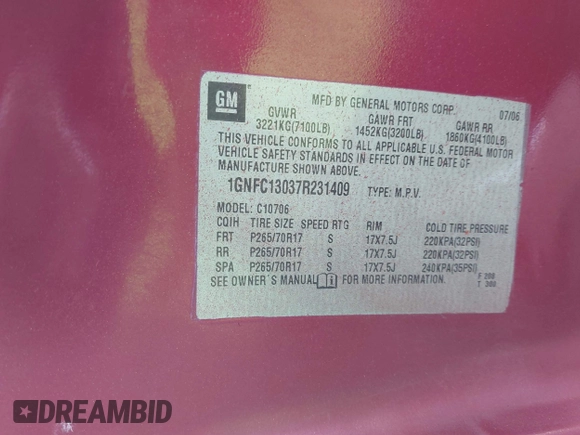 GM
MFD BY GENERAL MOTORS CORP. 07/06
GVWR GAWR FRT GAWR RR
3221KG(7100LB) 1452KG(3200LB) 1860KG(4100LB)
THIS VEHICLE CONFORMS TO ALL APPLICABLE U.S. FEDERAL MOTOR
VEHICLE SAFETY STANDARDS IN EFFECT ON THE DATE OF
MANUFACTURE SHOWN ABOVE.
1GNFC13037R231409 TYPE: M.P.V.
MODEL: C10706
CQIH TIRE SIZE SPEED RTG RIM COLD TIRE PRESSURE
FRT P265/70R17 S 17X7.5J 220KPA(32PSI)
RR P265/70R17 S 17X7.5J 220KPA(32PSI)
SPA P265/70R17 S 17X7.5J 240KPA(35PSI)
SEE OWNER'S MANUAL FOR MORE INFORMATION.
F
T
DREAMBID